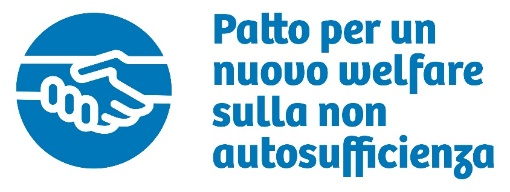 Patto per un
nuovo welfare
sulla non
autosufficienza